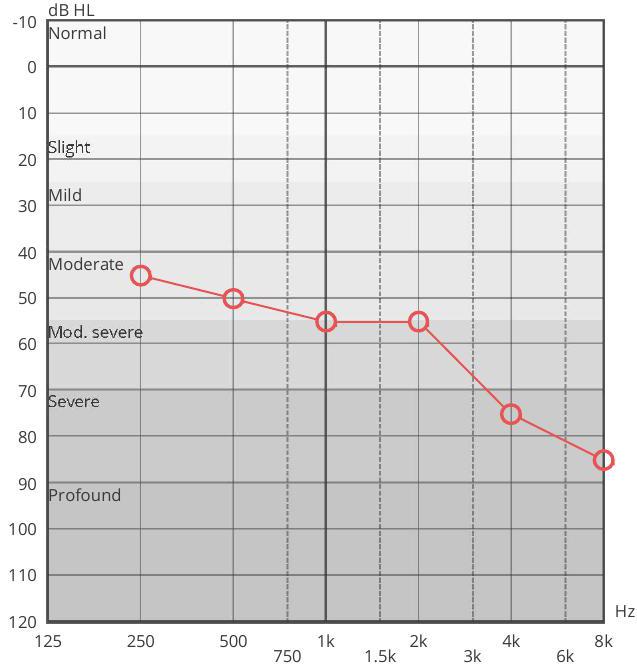 dB HL
-10
Normal
0
10
Slight
20
Mild
30
40
Moderate
50
Mod. severe
60
70
Severe
80
90
Profound
100
110
120
Hz
125 250 500 1k 2k 4k 8k
750 1.5k 3k 6k